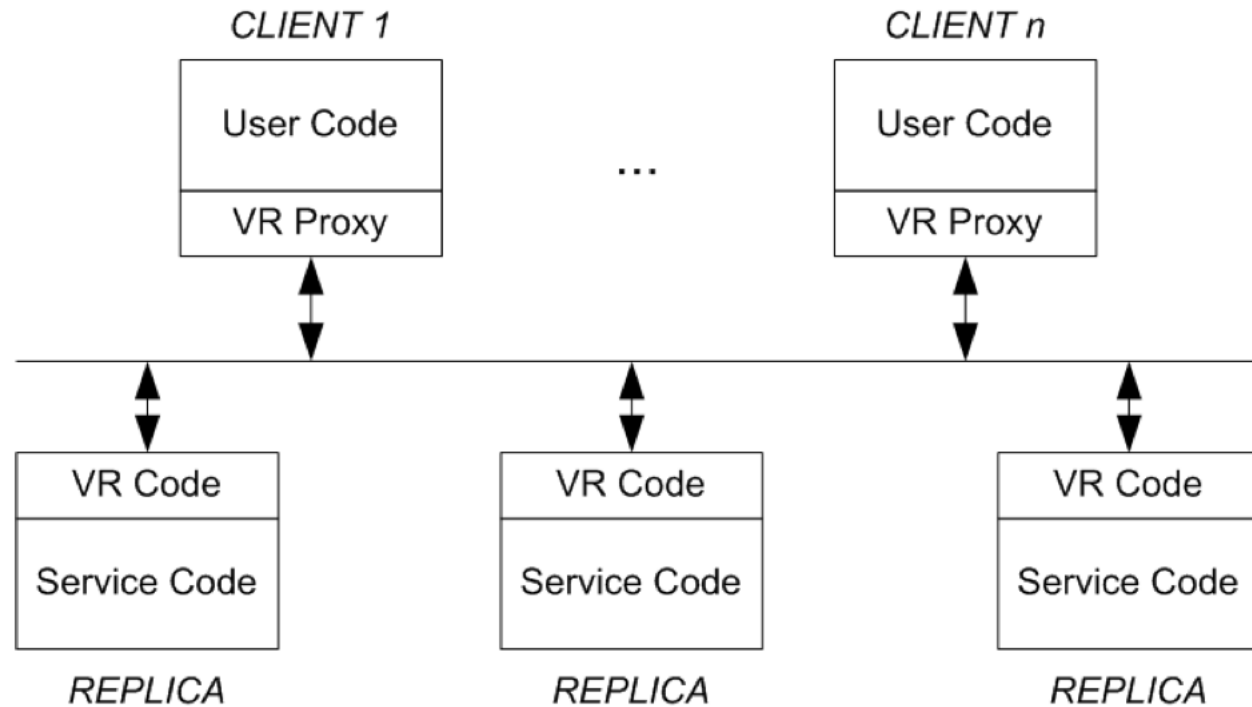 CLIENT 1
CLIENT n
User Code
User Code
...
VR Proxy
VR Proxy
VR Code
VR Code
VR Code
Service Code
Service Code
Service Code
REPLICA
REPLICA
REPLICA